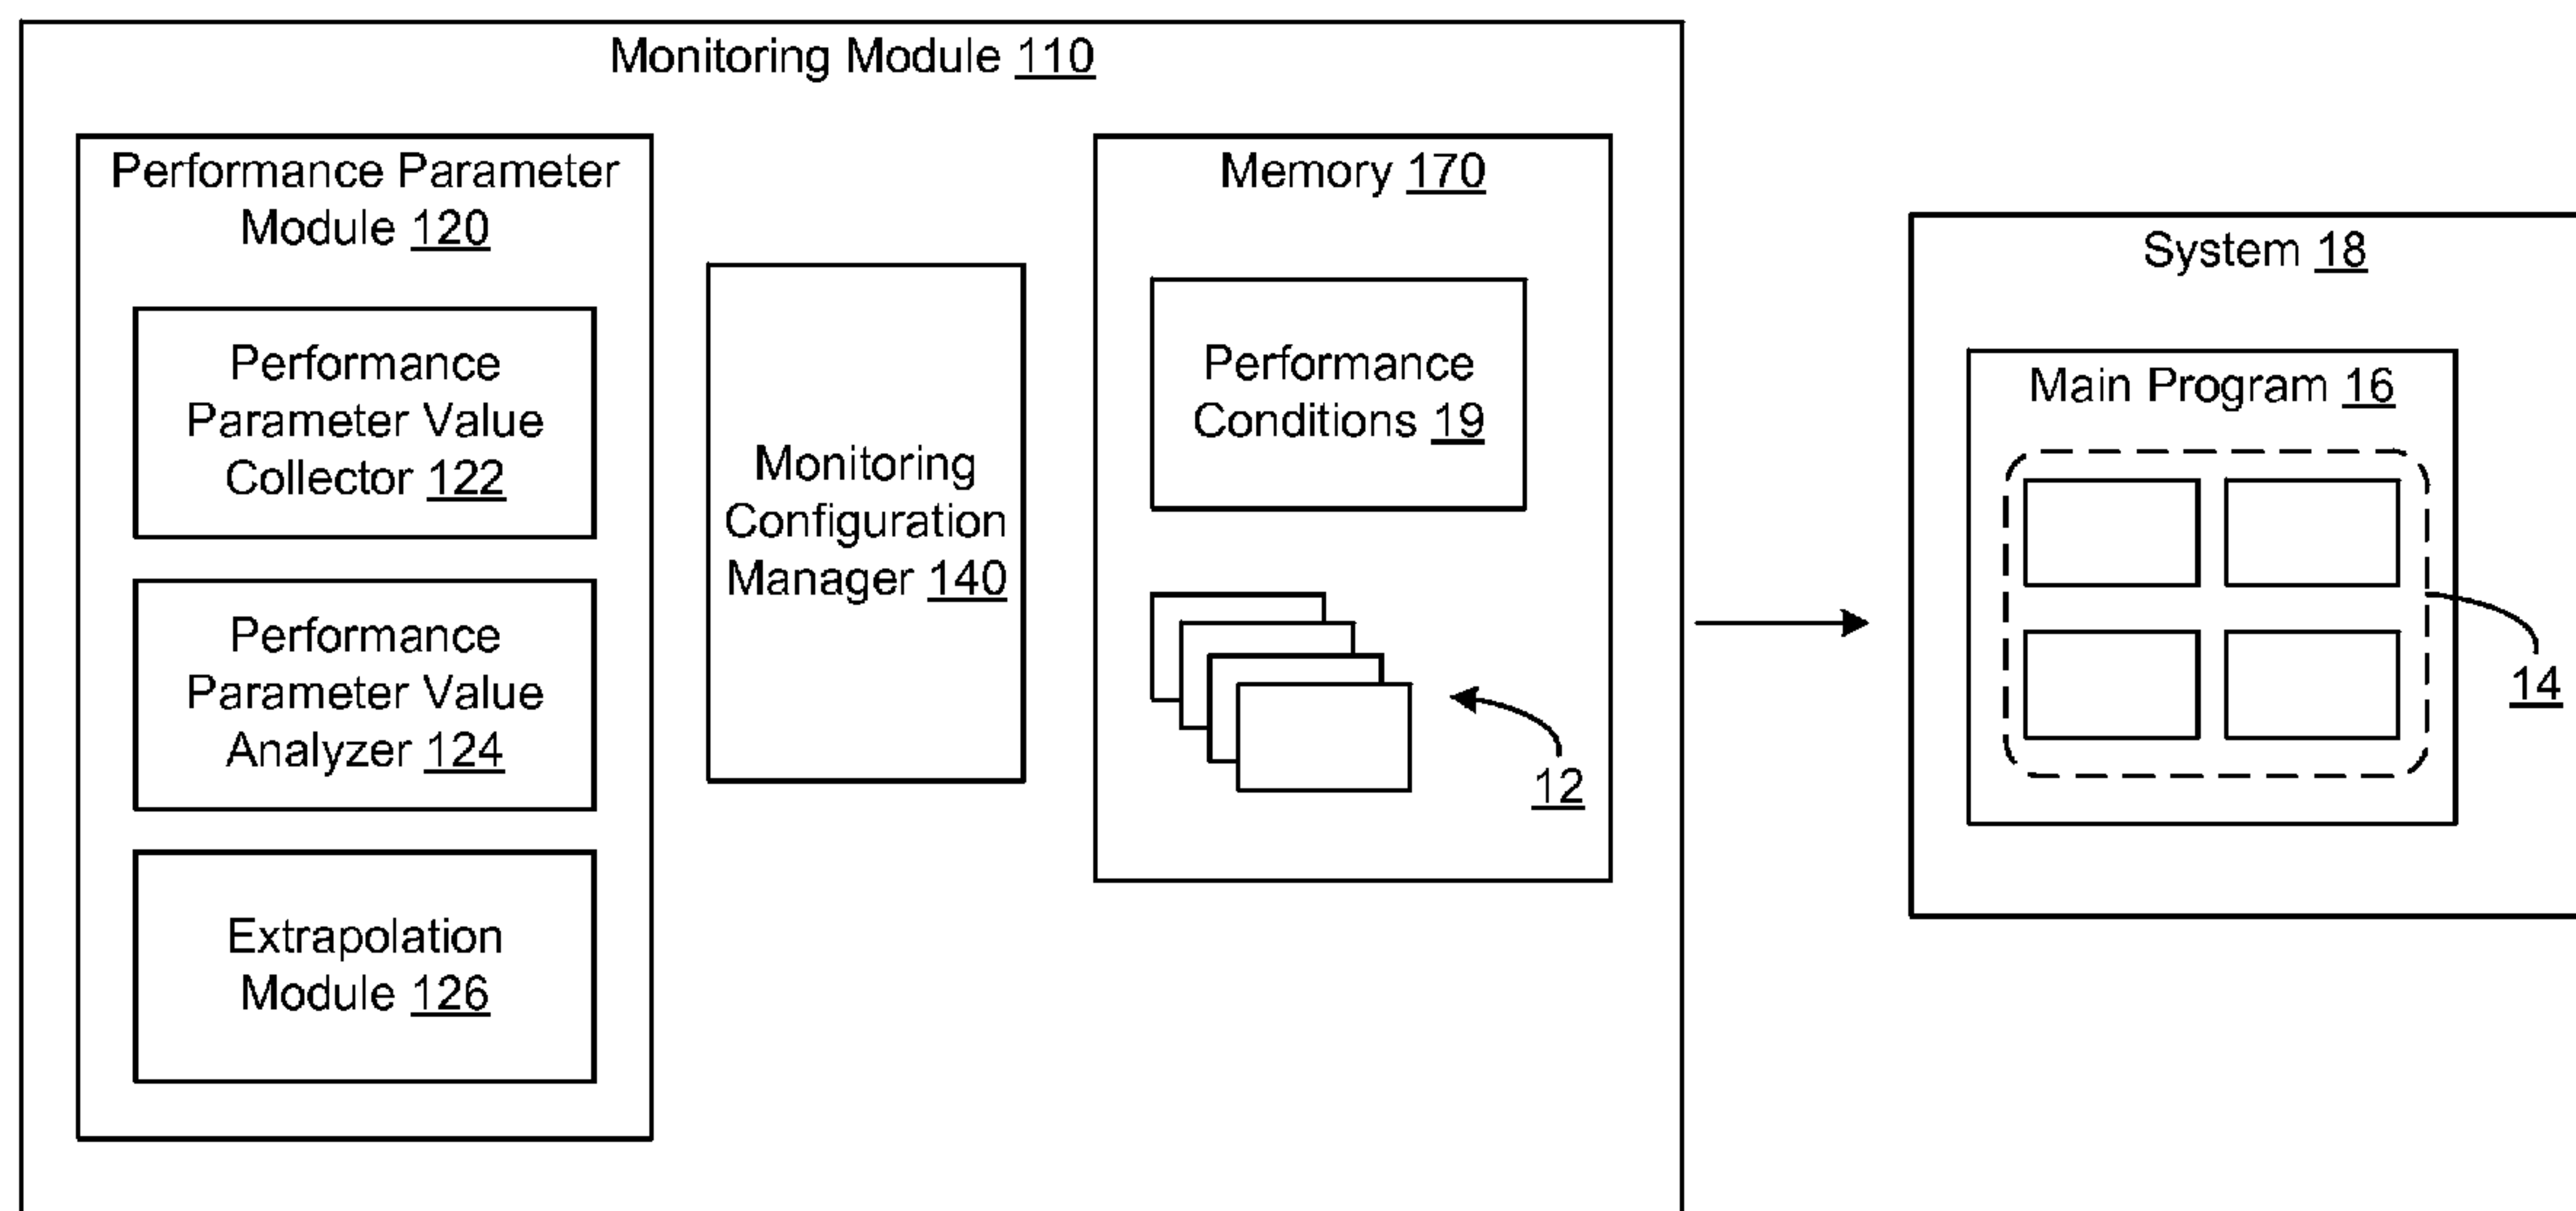 Monitoring Module 110
Performance Parameter
Module 120
Performance
Parameter Value
Collector 122
Performance
Parameter Value
Analyzer 124
Extrapolation
Module 126
Monitoring
Configuration
Manager 140
Memory 170
Performance
Conditions 19
12
System 18
Main Program 16
14